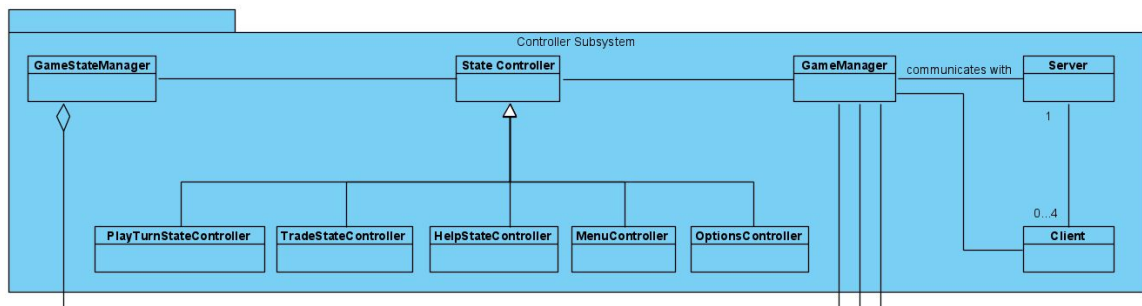 Controller Subsystem
GameStateManager
State Controller
GameManager
communicates with
Server
1
0...4
PlayTurnStateController
TradeStateController
HelpStateController
MenuController
OptionsController
Client